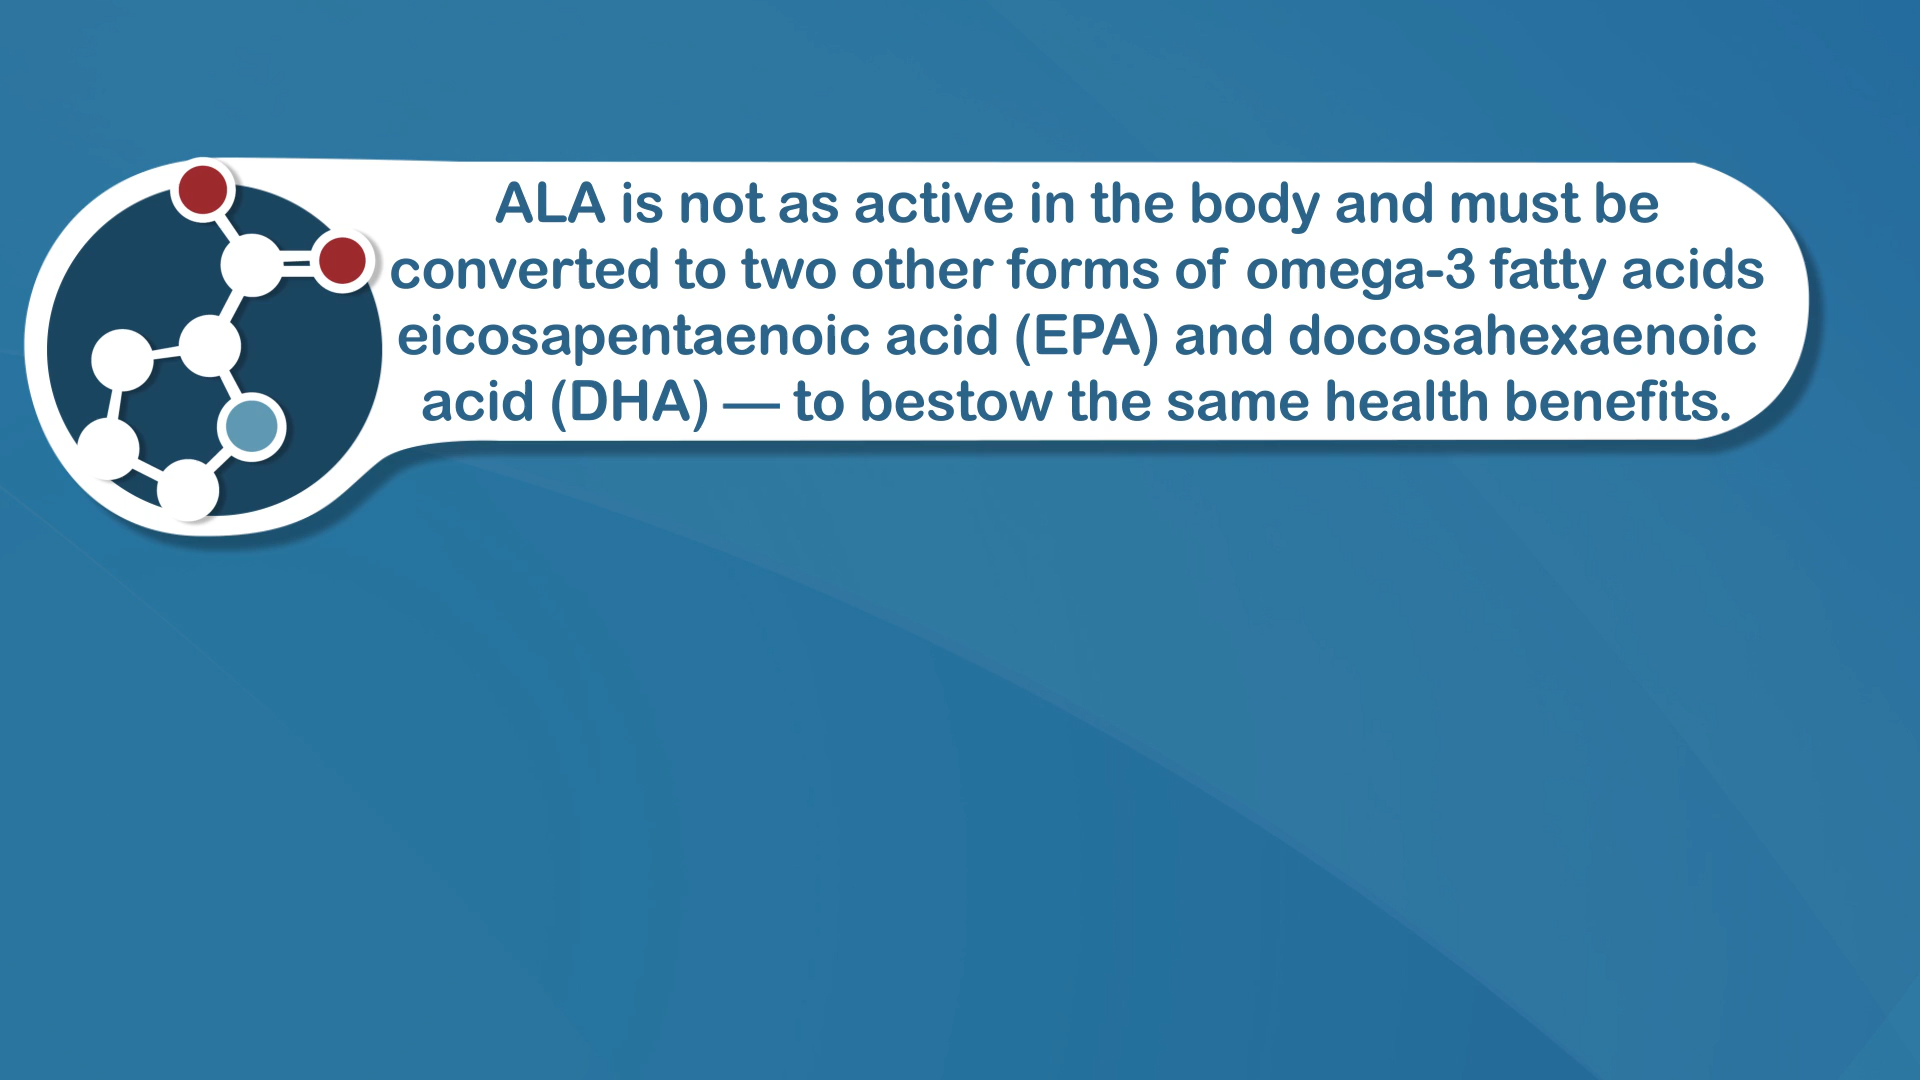 ALA is not as active in the body and must be
converted to two other forms of omega-3 fatty acids
eicosapentaenoic acid (EPA) and docosahexaenoic
acid (DHA) — to bestow the same health benefits.